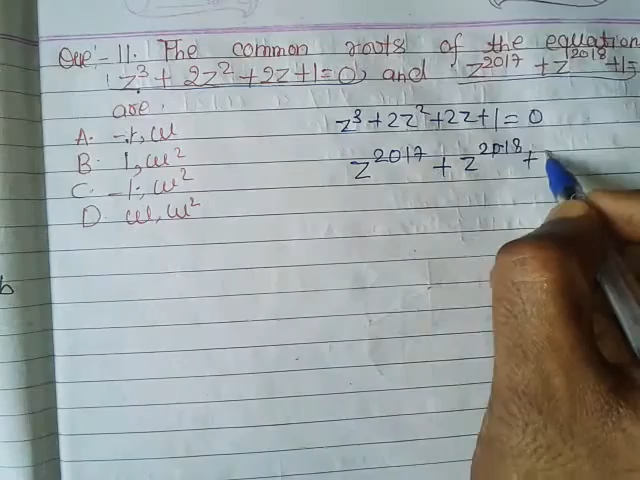 Que - 11. The common roots of the equation
z³ + 2z² + 2z + 1 = 0, and z²⁰¹⁷ + z²⁰¹⁸ + 1 =
are.
A. -1, ω
B. 1, ω²
C. -1, ω²
D. ω, ω²
z³ + 2z² + 2z + 1 = 0
z²⁰¹⁷ + z²⁰¹⁸ +
b